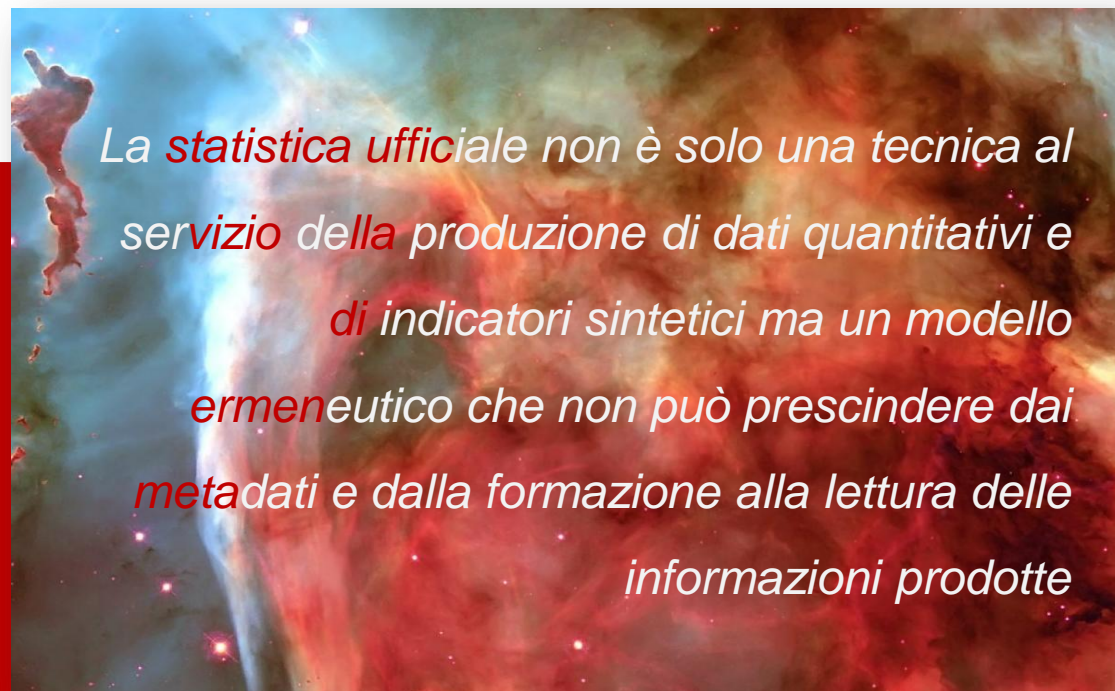 La statistica ufficiale non è solo una tecnica al
servizio della produzione di dati quantitativi e
di indicatori sintetici ma un modello
ermeneutico che non può prescindere dai
metadati e dalla formazione alla lettura delle
informazioni prodotte